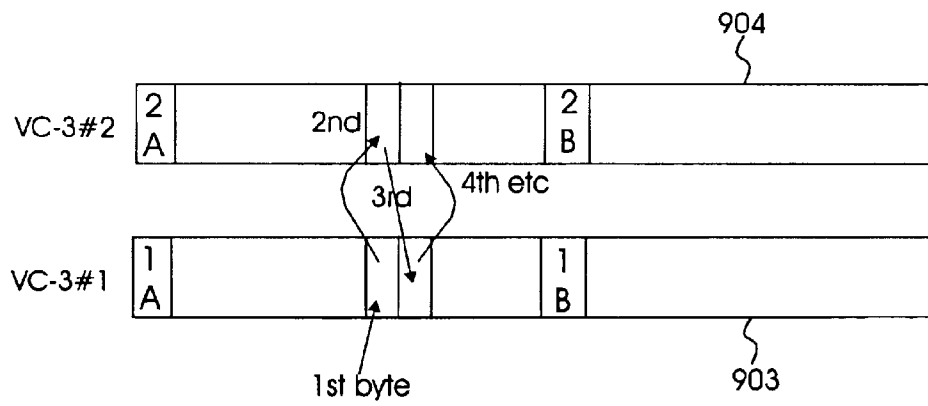 904
VC-3#2
2
A
2nd
2
B
3rd
4th etc
VC-3#1
1
A
1
B
1st byte
903